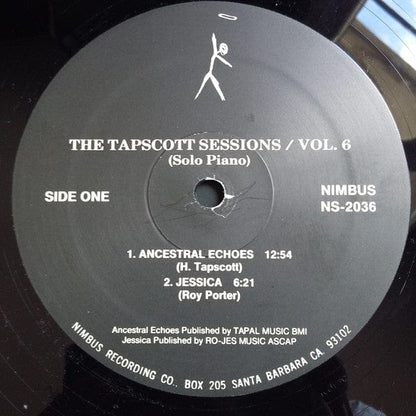 THE TAPSCOTT SESSIONS / VOL. 6
(Solo Piano)
SIDE ONE
NIMBUS
NS-2036
1. ANCESTRAL ECHOES 12:54
(H. Tapscott)
2. JESSICA 6:21
(Roy Porter)
Ancestral Echoes Published by TAPAL MUSIC BMI
Jessica Published by RO-JES MUSIC ASCAP
NIMBUS RECORDING CO. BOX 205 SANTA BARBARA CA. 93102